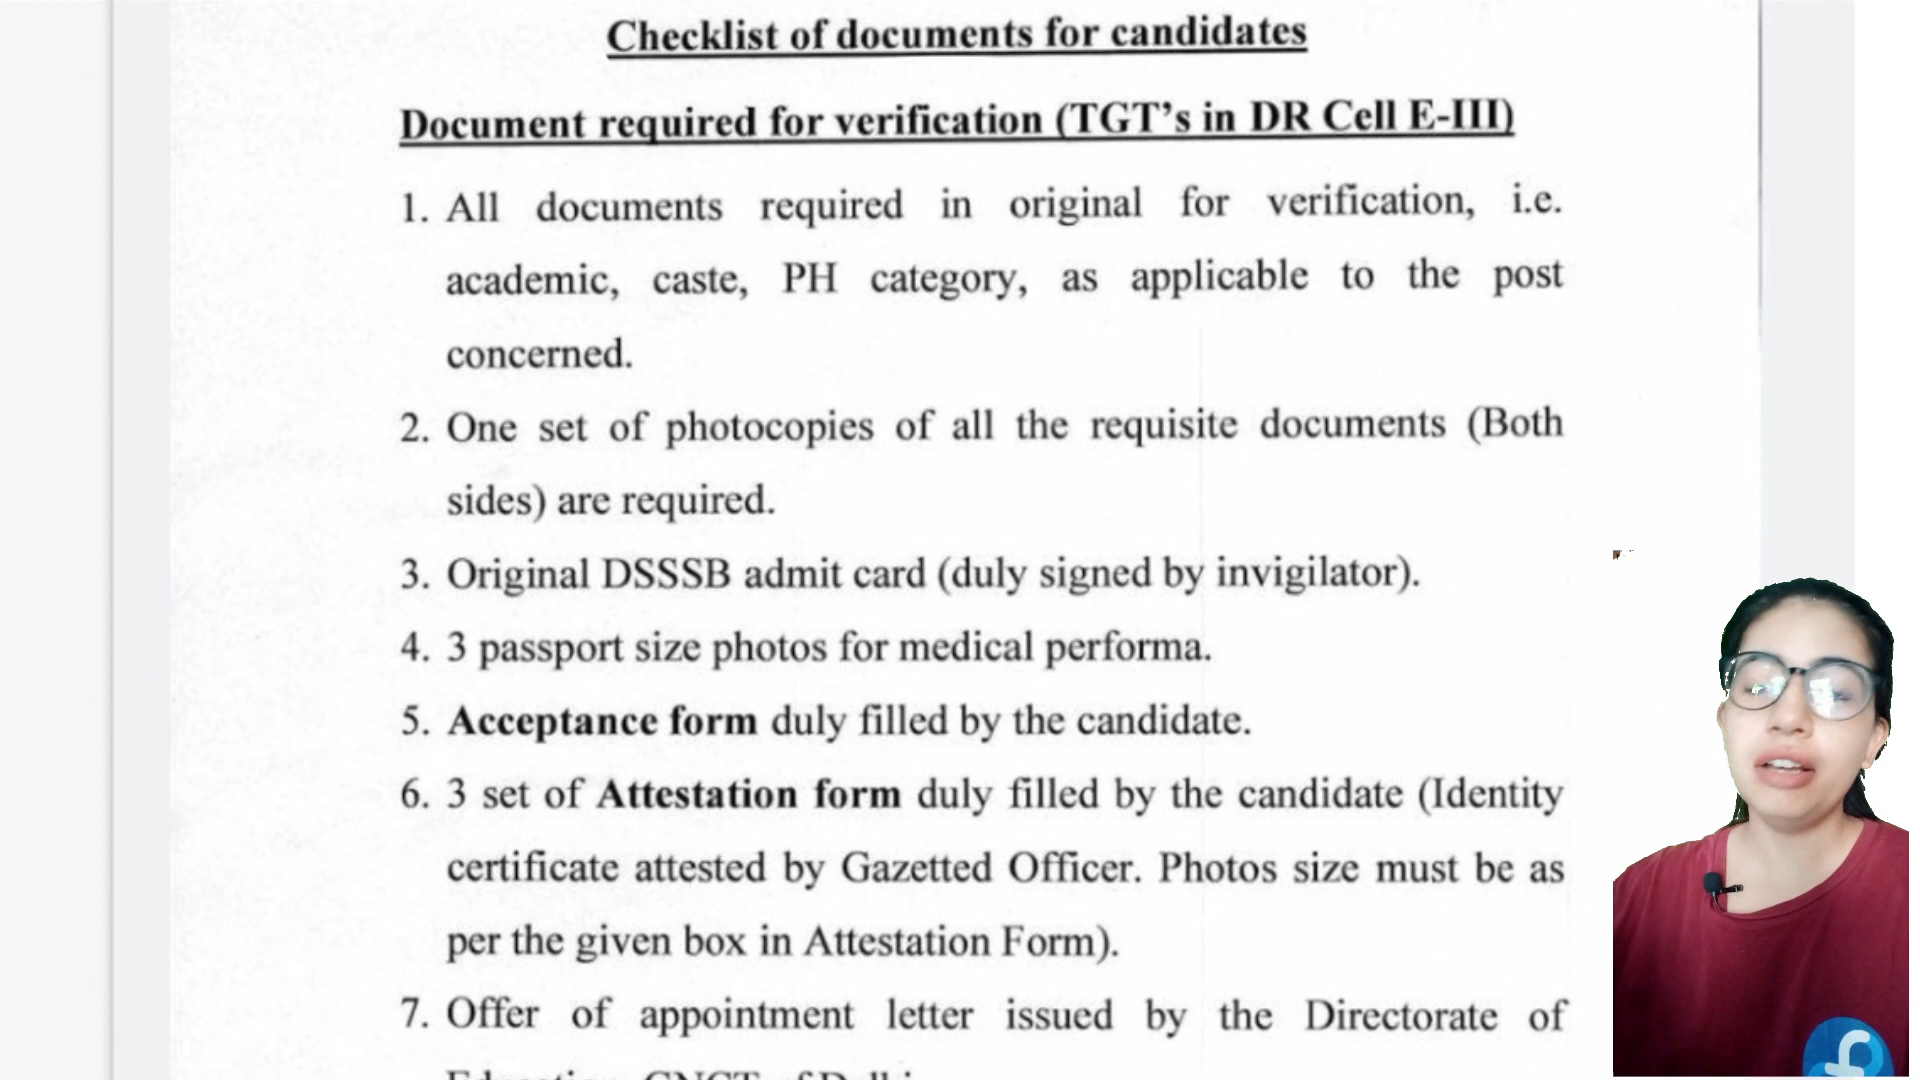 Checklist of documents for candidates
Document required for verification (TGT's in DR Cell E-III)
1. All documents required in original for verification, i.e.
academic, caste, PH category, as applicable to the post
concerned.
2. One set of photocopies of all the requisite documents (Both
sides) are required.
3. Original DSSSB admit card (duly signed by invigilator).
4. 3 passport size photos for medical performa.
5. Acceptance form duly filled by the candidate.
6. 3 set of Attestation form duly filled by the candidate (Identity
certificate attested by Gazetted Officer. Photos size must be as
per the given box in Attestation Form).
7. Offer of appointment letter issued by the Directorate of
Education, GNCT of Delhi